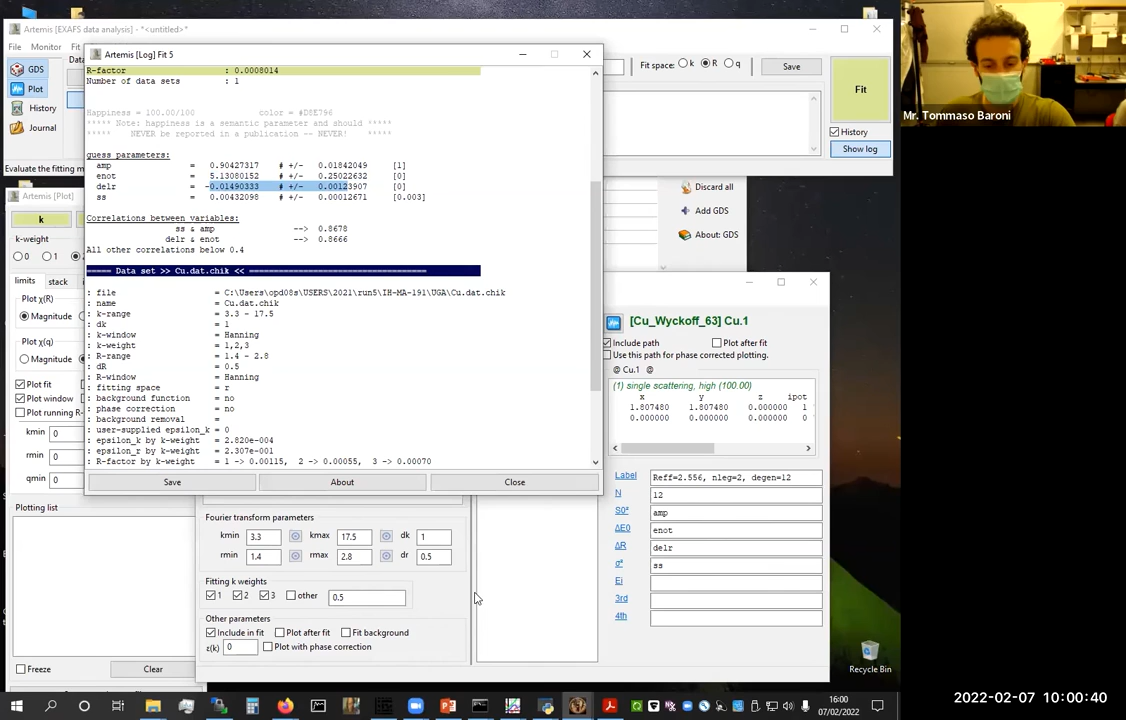 Artemis [EXAFS data analysis] - *<untitled>*
File Monitor Fit
GDS
Plot
History
Journal
Evaluate the fitting m
Fit space: k R q
Save
Fit
History
Show log
Artemis [Log] Fit 5
R-factor : 0.0008014
Number of data sets : 1
Happiness = 100.00/100 color = #D8E796
***** Note: happiness is a semantic parameter and should *****
***** NEVER be reported in a publication -- NEVER! *****
guess parameters:
amp = 0.90427317 # +/- 0.01842049 [1]
enot = 5.13080152 # +/- 0.25022632 [0]
delr = -0.01490333 # +/- 0.00123907 [0]
ss = 0.00432098 # +/- 0.00012671 [0.003]
Correlations between variables:
ss & amp --> 0.8678
delr & enot --> 0.8666
All other correlations below 0.4
===== Data set >> Cu.dat.chik << ====================================
: file = C:\Users\opd08s\USERS\2021\run5\IH-MA-191\UGA\Cu.dat.chik
: name = Cu.dat.chik
: k-range = 3.3 - 17.5
: dk = 1
: k-window = Hanning
: k-weight = 1,2,3
: R-range = 1.4 - 2.8
: dR = 0.5
: R-window = Hanning
: fitting space = r
: background function = no
: phase correction = no
: background removal =
: user-supplied epsilon_k = 0
: epsilon_k by k-weight = 2.820e-004
: epsilon_r by k-weight = 2.307e-001
: R-factor by k-weight = 1 -> 0.00115, 2 -> 0.00055, 3 -> 0.00070
Save
About
Close
Artemis [Plot]
k
k-weight
0 1
limits stack
Plot χ(R)
Magnitude
Plot χ(q)
Magnitude
Plot fit
Plot window
Plot running R-
kmin 0
rmin 0
qmin 0
Plotting list
Freeze
Clear
Discard all
Add GDS
About: GDS
[Cu_Wyckoff_63] Cu.1
Include path
Plot after fit
Use this path for phase corrected plotting.
@ Cu.1 @
(1) single scattering, high (100.00)
x y z ipot
1.807480 1.807480 0.000000 1
0.000000 0.000000 0.000000 0
Label Reff=2.556, nleg=2, degen=12
N 12
S0² amp
ΔE0 enot
ΔR delr
σ² ss
Ei
3rd
4th
Fourier transform parameters
kmin 3.3 kmax 17.5 dk 1
rmin 1.4 rmax 2.8 dr 0.5
Fitting k weights
1 2 3 other 0.5
Other parameters
Include in fit Plot after fit Fit background
ε(k) 0 Plot with phase correction
Recycle Bin
16:00
07/02/2022
Mr. Tommaso Baroni
2022-02-07 10:00:40